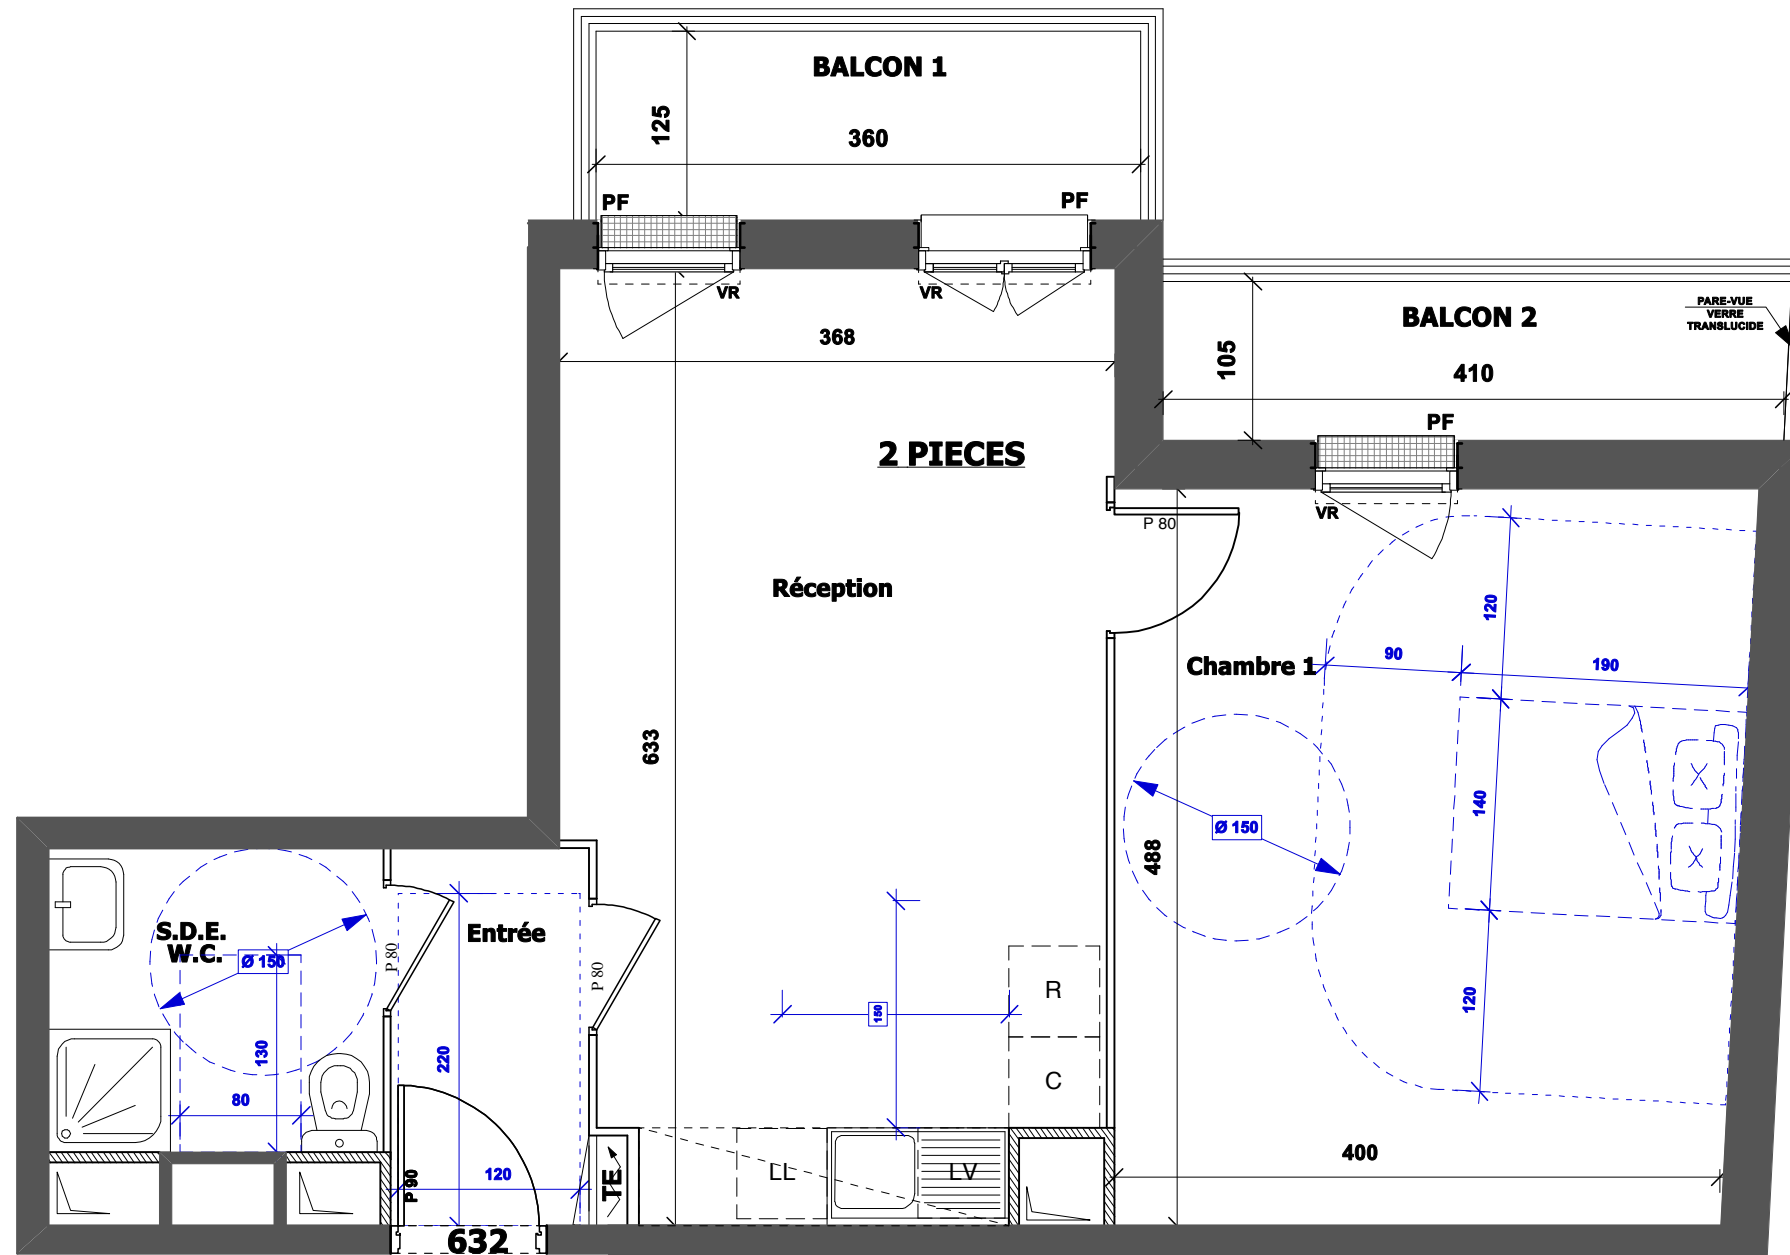 BALCON 1
125
360
PF
PF
VR
VR
368
BALCON 2
PARE-VUE
VERRE
TRANSLUCIDE
105
410
PF
VR
2 PIECES
P 80
Réception
120
Chambre 1
90
190
633
140
Ø 150
488
S.D.E.
W.C.
Entrée
Ø 150
P 80
P 80
R
150
120
130
220
C
80
400
LL
LV
P 90
120
TE
632